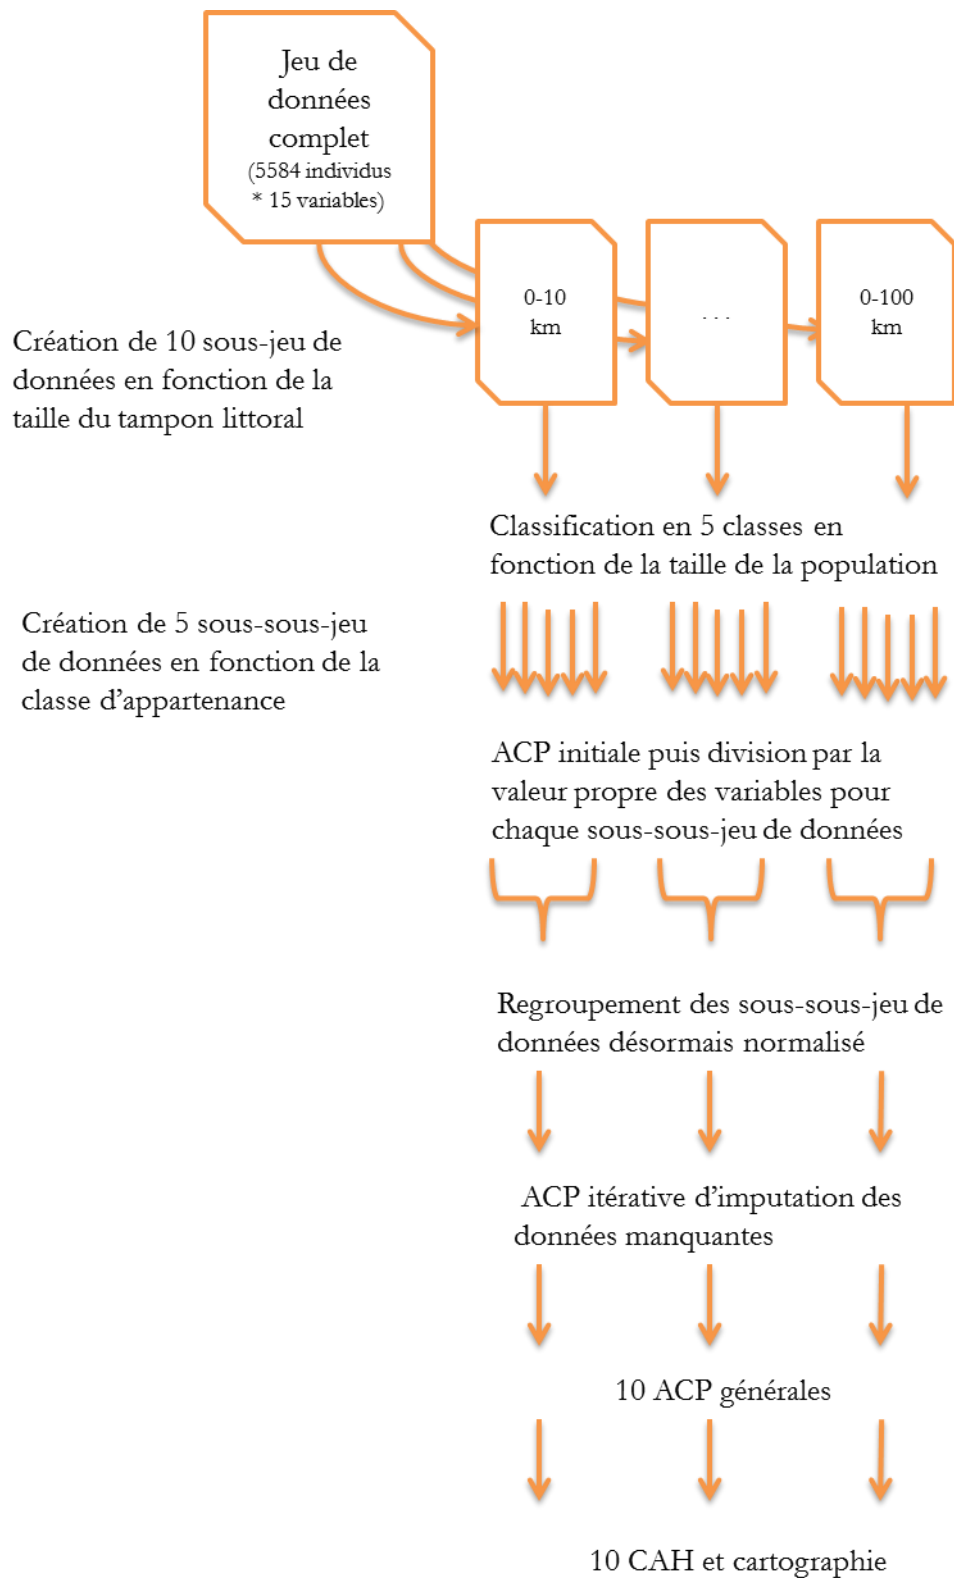 Jeu de
données
complet
(5584 individus
* 15 variables)
0-10
km
. . .
0-100
km
Création de 10 sous-jeu de
données en fonction de la
taille du tampon littoral
Classification en 5 classes en
fonction de la taille de la population
Création de 5 sous-sous-jeu
de données en fonction de la
classe d’appartenance
ACP initiale puis division par la
valeur propre des variables pour
chaque sous-sous-jeu de données
Regroupement des sous-sous-jeu de
données désormais normalisé
ACP itérative d’imputation des
données manquantes
10 ACP générales
10 CAH et cartographie